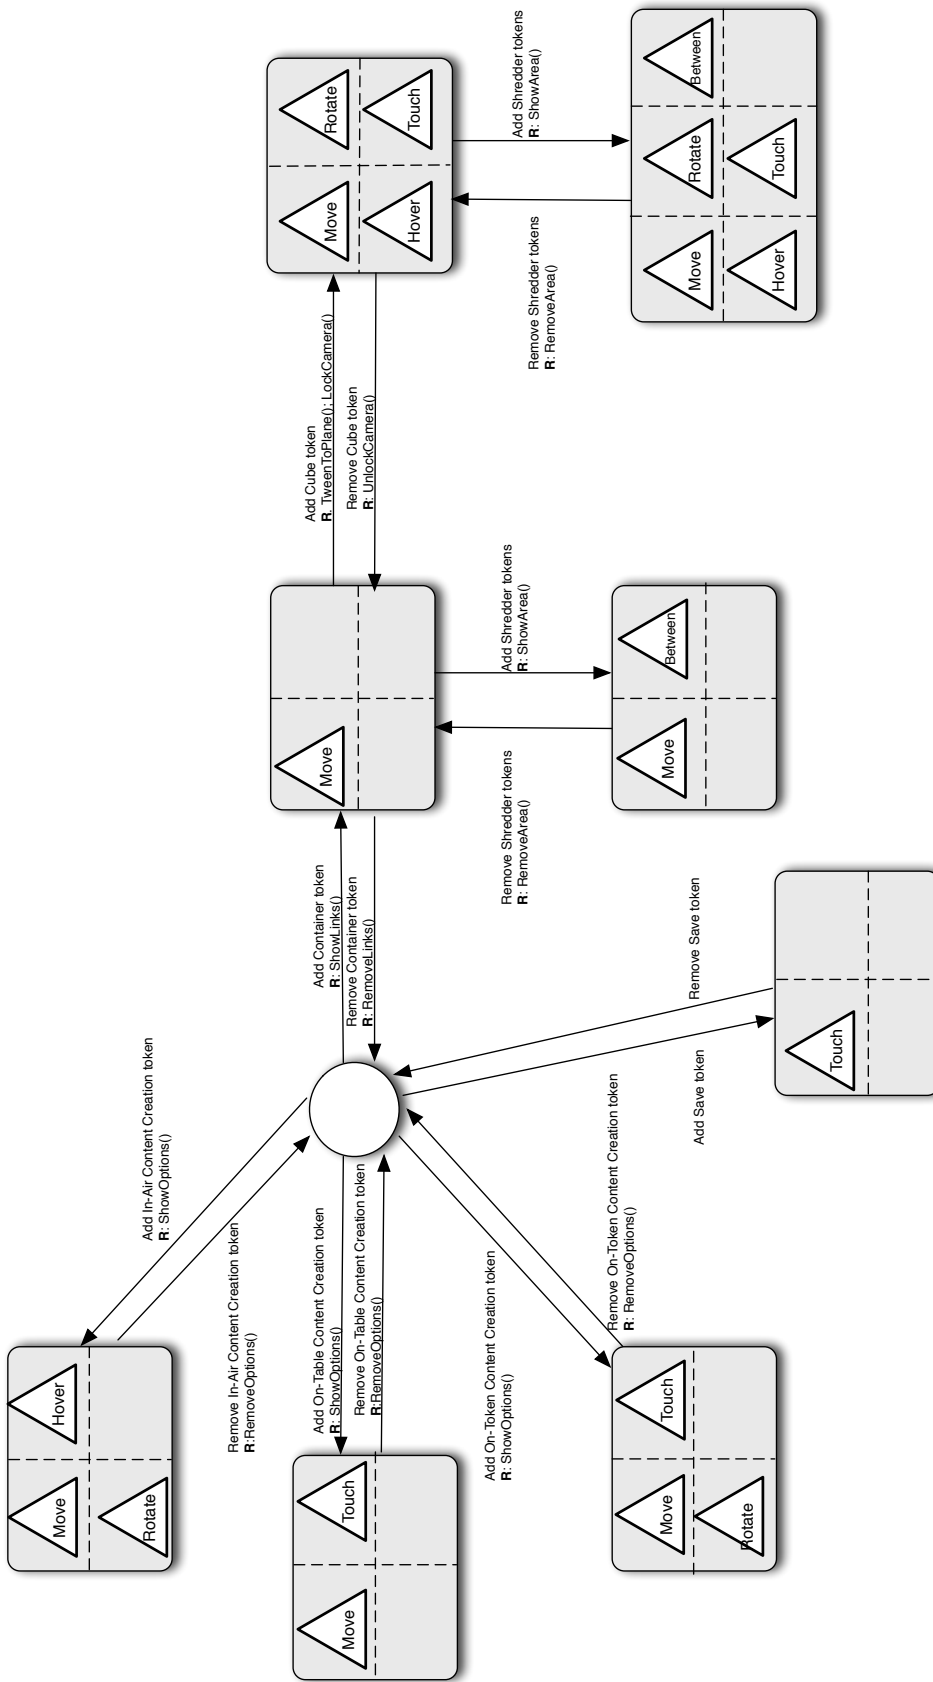 Move
Hover
Rotate
Add In-Air Content Creation token
R: ShowOptions()
Remove In-Air Content Creation token
R:RemoveOptions()
Move
Touch
Add On-Table Content Creation token
R: ShowOptions()
Remove On-Table Content Creation token
R:RemoveOptions()
Add Container token
R: ShowLinks()
Remove Container token
R: RemoveLinks()
Move
Add Cube token
R. TweenToPlane(); LockCamera()
Remove Cube token
R: UnlockCamera()
Move
Rotate
Hover
Touch
Add On-Token Content Creation token
R: ShowOptions()
Remove On-Token Content Creation token
R: RemoveOptions()
Move
Touch
Rotate
Remove Shredder tokens
R: RemoveArea()
Add Shredder tokens
R: ShowArea()
Move
Between
Remove Shredder tokens
R: RemoveArea()
Add Shredder tokens
R: ShowArea()
Move
Rotate
Between
Hover
Touch
Add Save token
Remove Save token
Touch